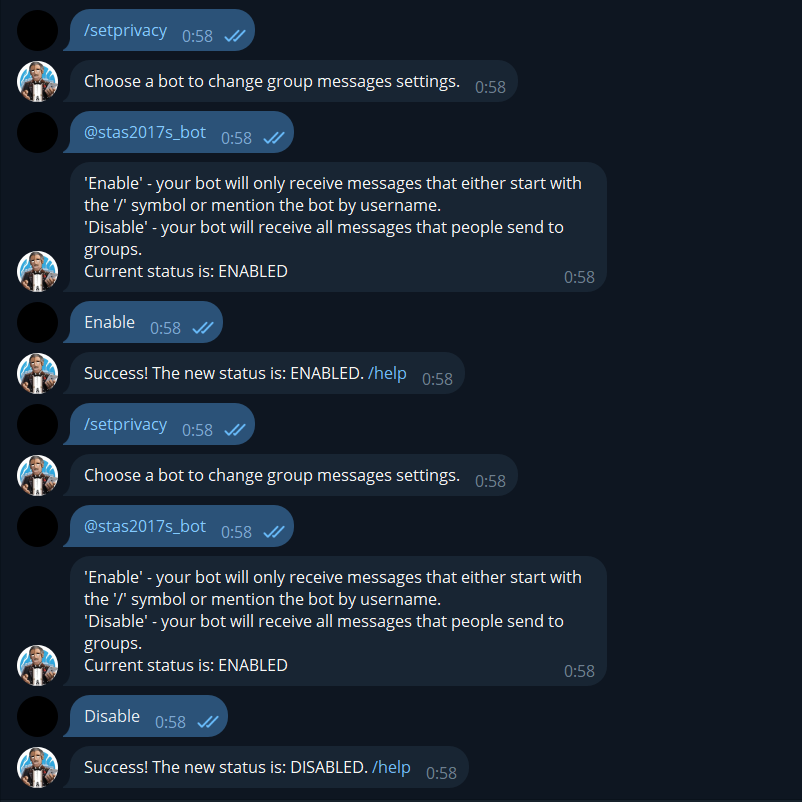 /setprivacy 0:58
Choose a bot to change group messages settings. 0:58
@stas2017s_bot 0:58
'Enable' - your bot will only receive messages that either start with
the '/' symbol or mention the bot by username.
'Disable' - your bot will receive all messages that people send to
groups.
Current status is: ENABLED 0:58
Enable 0:58
Success! The new status is: ENABLED. /help 0:58
/setprivacy 0:58
Choose a bot to change group messages settings. 0:58
@stas2017s_bot 0:58
'Enable' - your bot will only receive messages that either start with
the '/' symbol or mention the bot by username.
'Disable' - your bot will receive all messages that people send to
groups.
Current status is: ENABLED 0:58
Disable 0:58
Success! The new status is: DISABLED. /help 0:58